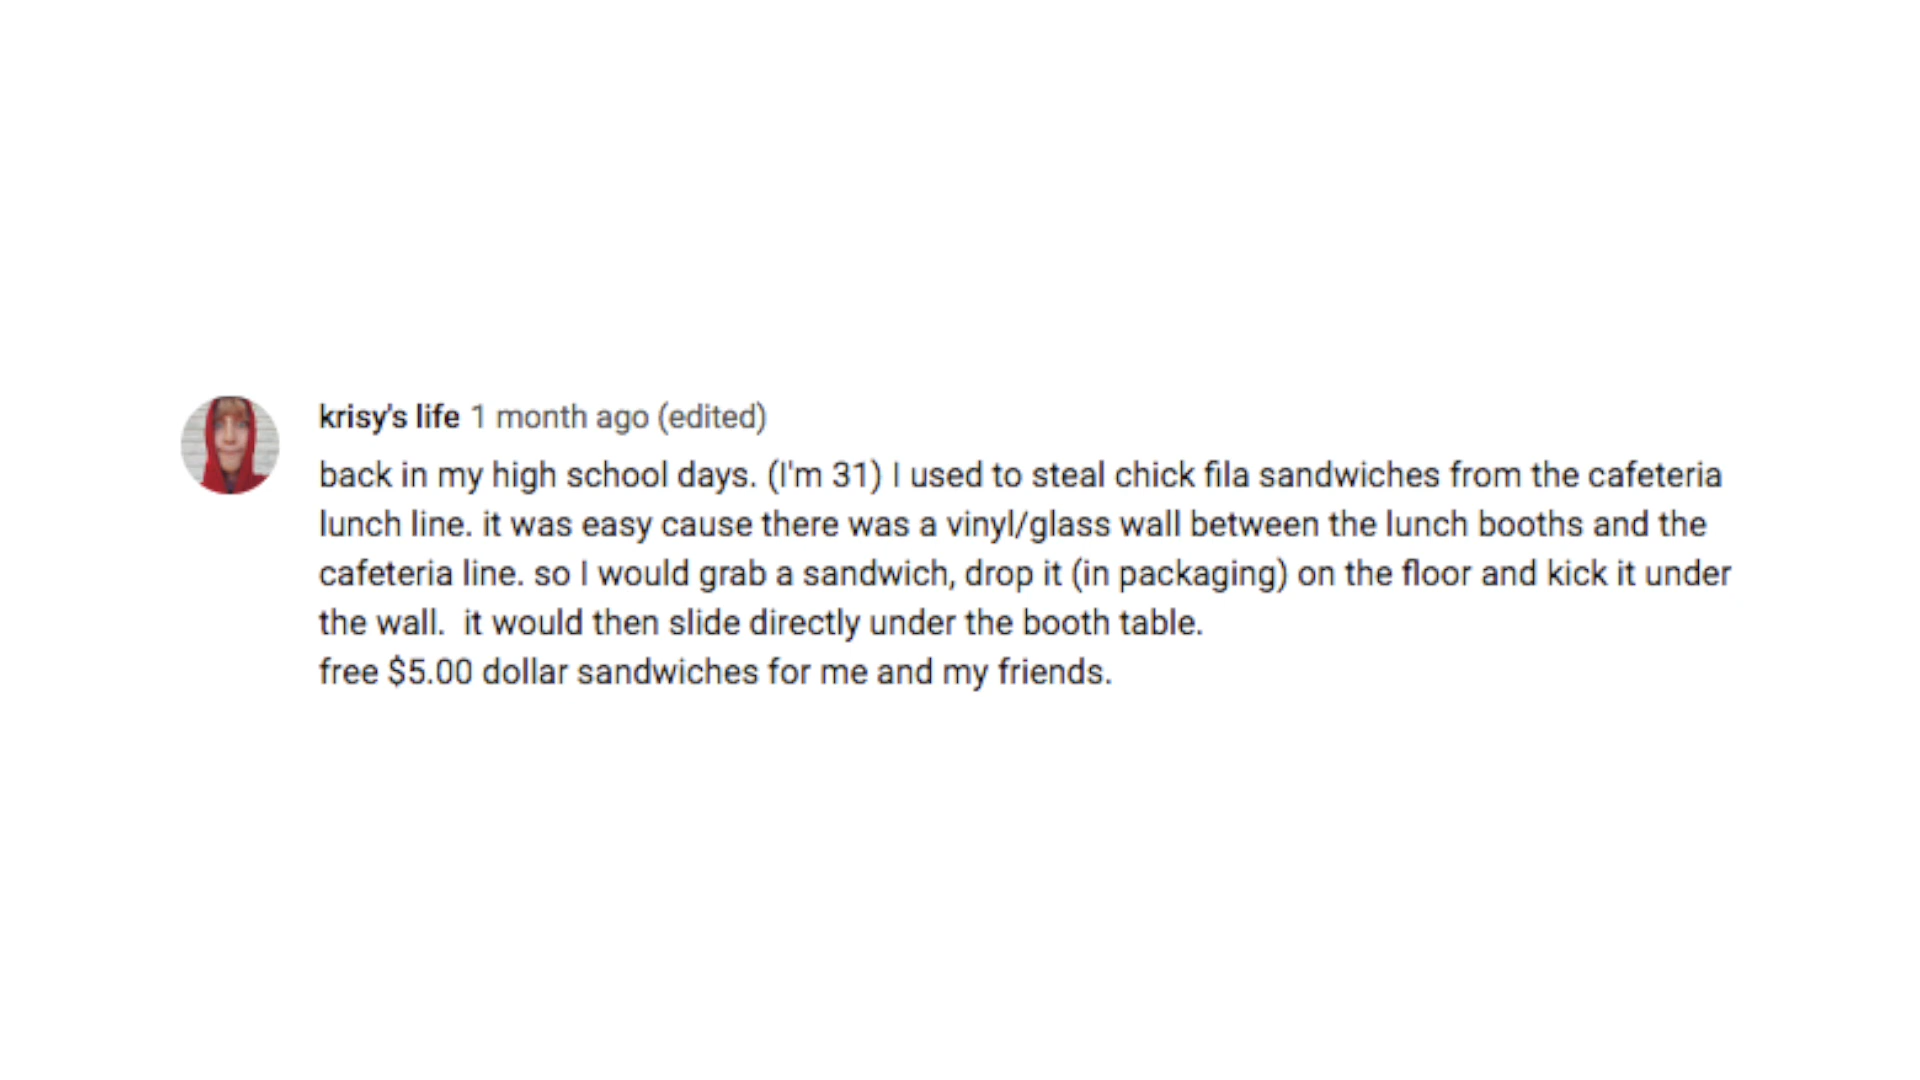 krisy's life 1 month ago (edited)
back in my high school days. (I'm 31) I used to steal chick fila sandwiches from the cafeteria
lunch line. it was easy cause there was a vinyl/glass wall between the lunch booths and the
cafeteria line. so I would grab a sandwich, drop it (in packaging) on the floor and kick it under
the wall.  it would then slide directly under the booth table.
free $5.00 dollar sandwiches for me and my friends.